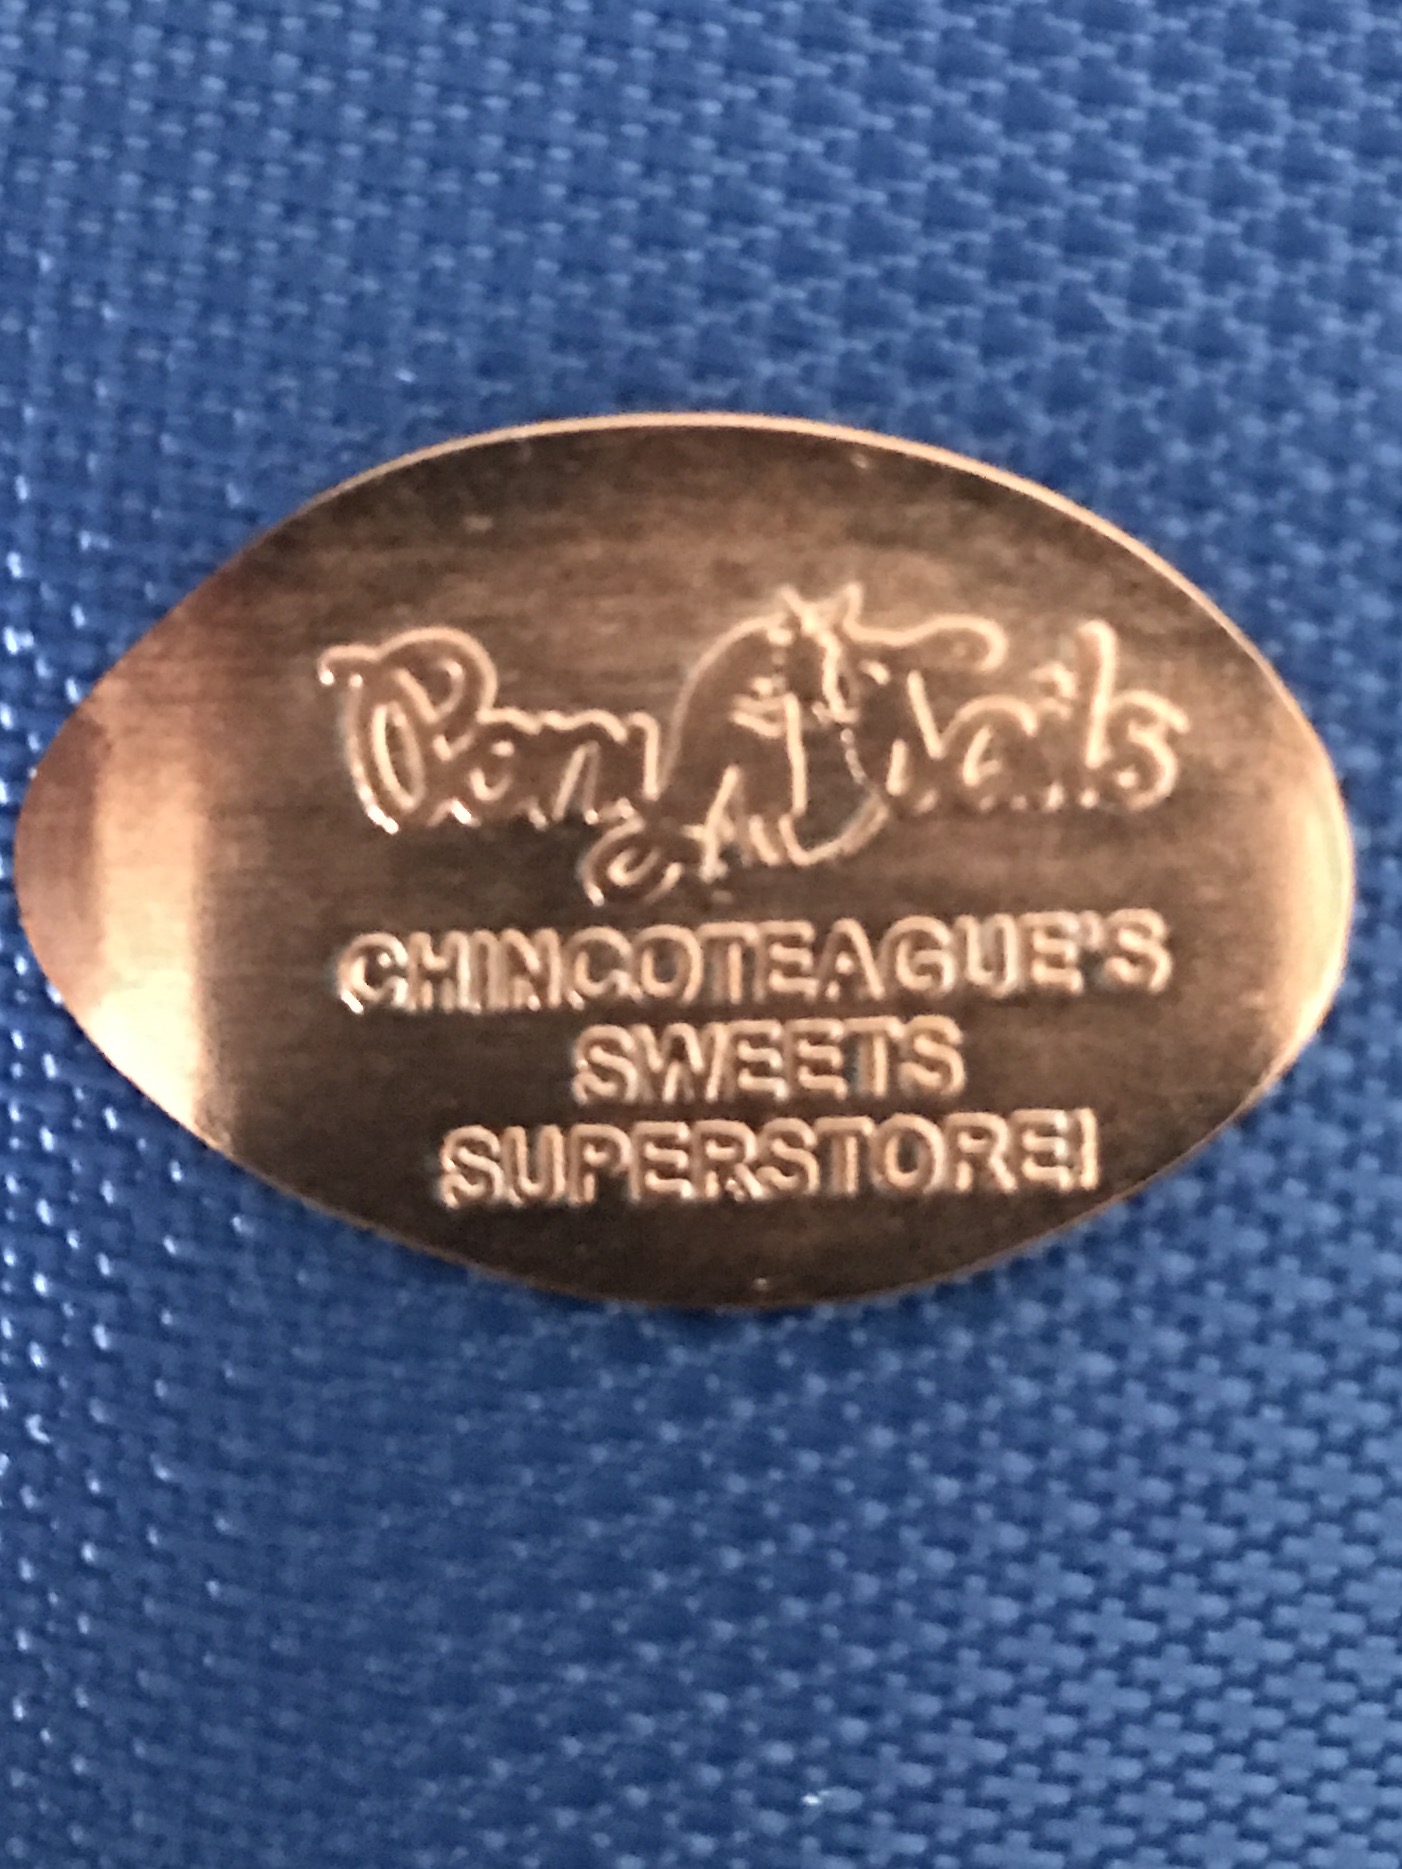 Pony Tails
CHINCOTEAGUE'S
SWEETS
SUPERSTORE!